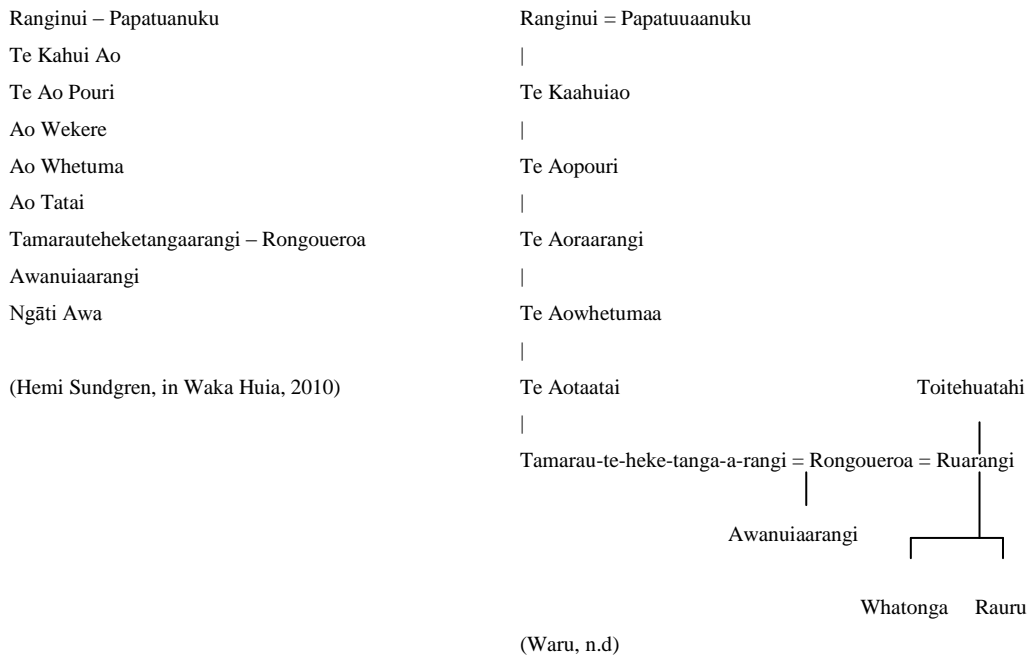 Ranginui – Papatuanuku
Te Kahui Ao
Te Ao Pouri
Ao Wekere
Ao Whetuma
Ao Tatai
Tamarauteheketangaarangi – Rongoueroa
Awanuiaarangi
Ngāti Awa
(Hemi Sundgren, in Waka Huia, 2010)
Ranginui = Papatuuaanuku
|
Te Kaahuiao
|
Te Aopouri
|
Te Aoraarangi
|
Te Aowhetumaa
|
Te Aotaatai
Toitehuatahi
|
Tamarau-te-heke-tanga-a-rangi = Rongoueroa = Ruarangi
Awanuiaarangi
Whatonga Rauru
(Waru, n.d)